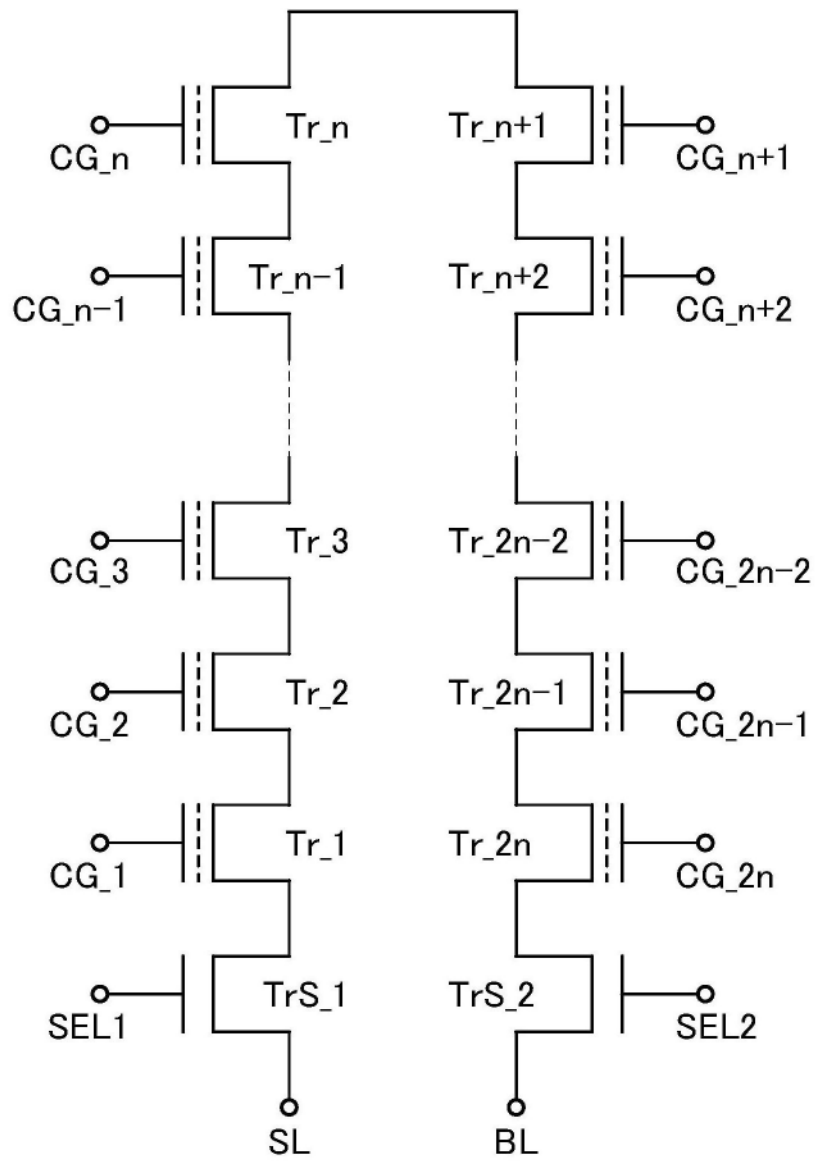 Tr_n
Tr_n+1
CG_n
CG_n+1
Tr_n-1
Tr_n+2
CG_n-1
CG_n+2
Tr_3
Tr_2n-2
CG_3
CG_2n-2
Tr_2
Tr_2n-1
CG_2
CG_2n-1
Tr_1
Tr_2n
CG_1
CG_2n
TrS_1
TrS_2
SEL1
SEL2
SL
BL